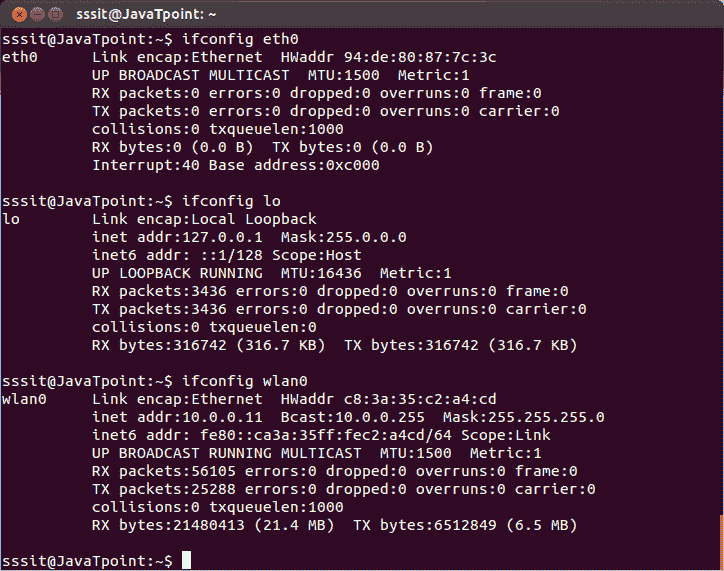 sssit@JavaTpoint: ~
sssit@JavaTpoint:~$ ifconfig eth0
eth0      Link encap:Ethernet  HWaddr 94:de:80:87:7c:3c
          UP BROADCAST MULTICAST  MTU:1500  Metric:1
          RX packets:0 errors:0 dropped:0 overruns:0 frame:0
          TX packets:0 errors:0 dropped:0 overruns:0 carrier:0
          collisions:0 txqueuelen:1000
          RX bytes:0 (0.0 B)  TX bytes:0 (0.0 B)
          Interrupt:40 Base address:0xc000
sssit@JavaTpoint:~$ ifconfig lo
lo        Link encap:Local Loopback
          inet addr:127.0.0.1  Mask:255.0.0.0
          inet6 addr: ::1/128 Scope:Host
          UP LOOPBACK RUNNING  MTU:16436  Metric:1
          RX packets:3436 errors:0 dropped:0 overruns:0 frame:0
          TX packets:3436 errors:0 dropped:0 overruns:0 carrier:0
          collisions:0 txqueuelen:0
          RX bytes:316742 (316.7 KB)  TX bytes:316742 (316.7 KB)
sssit@JavaTpoint:~$ ifconfig wlan0
wlan0     Link encap:Ethernet  HWaddr c8:3a:35:c2:a4:cd
          inet addr:10.0.0.11  Bcast:10.0.0.255  Mask:255.255.255.0
          inet6 addr: fe80::ca3a:35ff:fec2:a4cd/64 Scope:Link
          UP BROADCAST RUNNING MULTICAST  MTU:1500  Metric:1
          RX packets:56105 errors:0 dropped:0 overruns:0 frame:0
          TX packets:25288 errors:0 dropped:0 overruns:0 carrier:0
          collisions:0 txqueuelen:1000
          RX bytes:21480413 (21.4 MB)  TX bytes:6512849 (6.5 MB)
sssit@JavaTpoint:~$